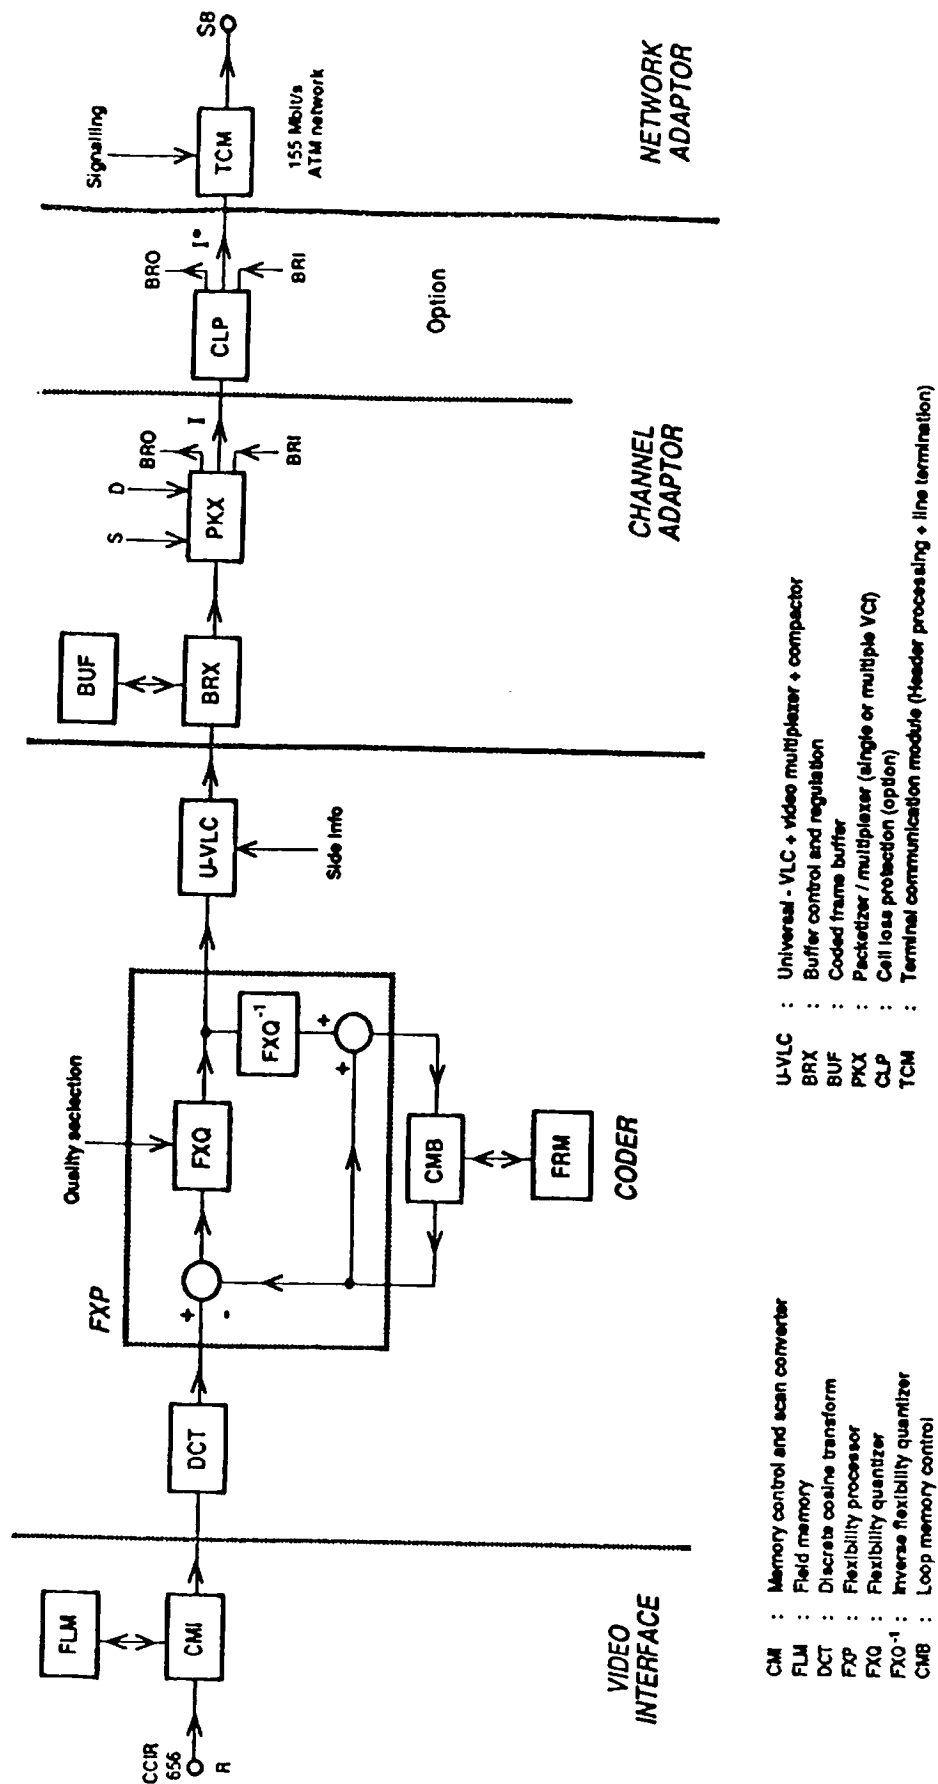 CCIR
656
R
FLM
CMI
VIDEO
INTERFACE
DCT
FXP
Quality seclection
+
-
FXQ
FXQ-1
+
+
CMB
FRM
CODER
U-VLC
Side Info
BUF
BRX
S
D
PKX
BRO
I
BRI
CHANNEL
ADAPTOR
CLP
BRO
I*
BRI
Option
Signalling
TCM
SB
155 Mbit/s
ATM network
NETWORK
ADAPTOR
CMI : Memory control and scan converter
FLM : Field memory
DCT : Discrete cosine transform
FXP : Flexibility processor
FXQ : Flexibility quantizer
FXQ-1 : Inverse flexibility quantizer
CMB : Loop memory control
U-VLC : Universal - VLC + video multiplexer + compactor
BRX : Buffer control and regulation
BUF : Coded frame buffer
PKX : Packetizer / multiplexer (single or multiple VCI)
CLP : Cell loss protection (option)
TCM : Terminal communication module (Header processing + line termination)